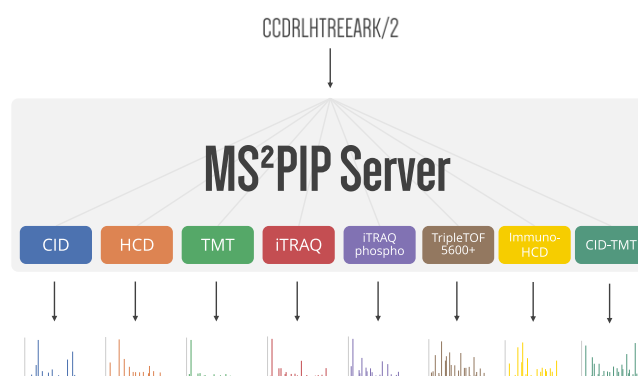 CCDRLHTREEARK/2
MS²PIP Server
CID
HCD
TMT
iTRAQ
iTRAQ
phospho
TripleTOF
5600+
Immuno-
HCD
CID-TMT